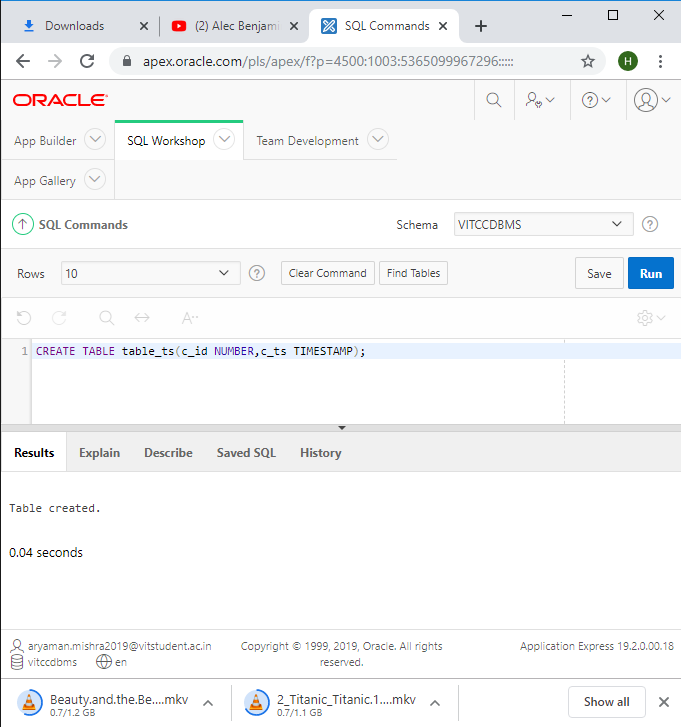 Downloads
(2) Alec Benjami
SQL Commands
apex.oracle.com/pls/apex/f?p=4500:1003:5365099967296:::::
H
ORACLE
App Builder
SQL Workshop
Team Development
App Gallery
SQL Commands
Schema
VITCCDBMS
Rows
10
Clear Command
Find Tables
Save
Run
A··
1 CREATE TABLE table_ts(c_id NUMBER,c_ts TIMESTAMP);
Results
Explain
Describe
Saved SQL
History
Table created.
0.04 seconds
aryaman.mishra2019@vitstudent.ac.in
vitccdbms
en
Copyright © 1999, 2019, Oracle. All rights
reserved.
Application Express 19.2.0.00.18
Beauty.and.the.Be....mkv
0.7/1.2 GB
2_Titanic_Titanic.1....mkv
0.7/1.1 GB
Show all